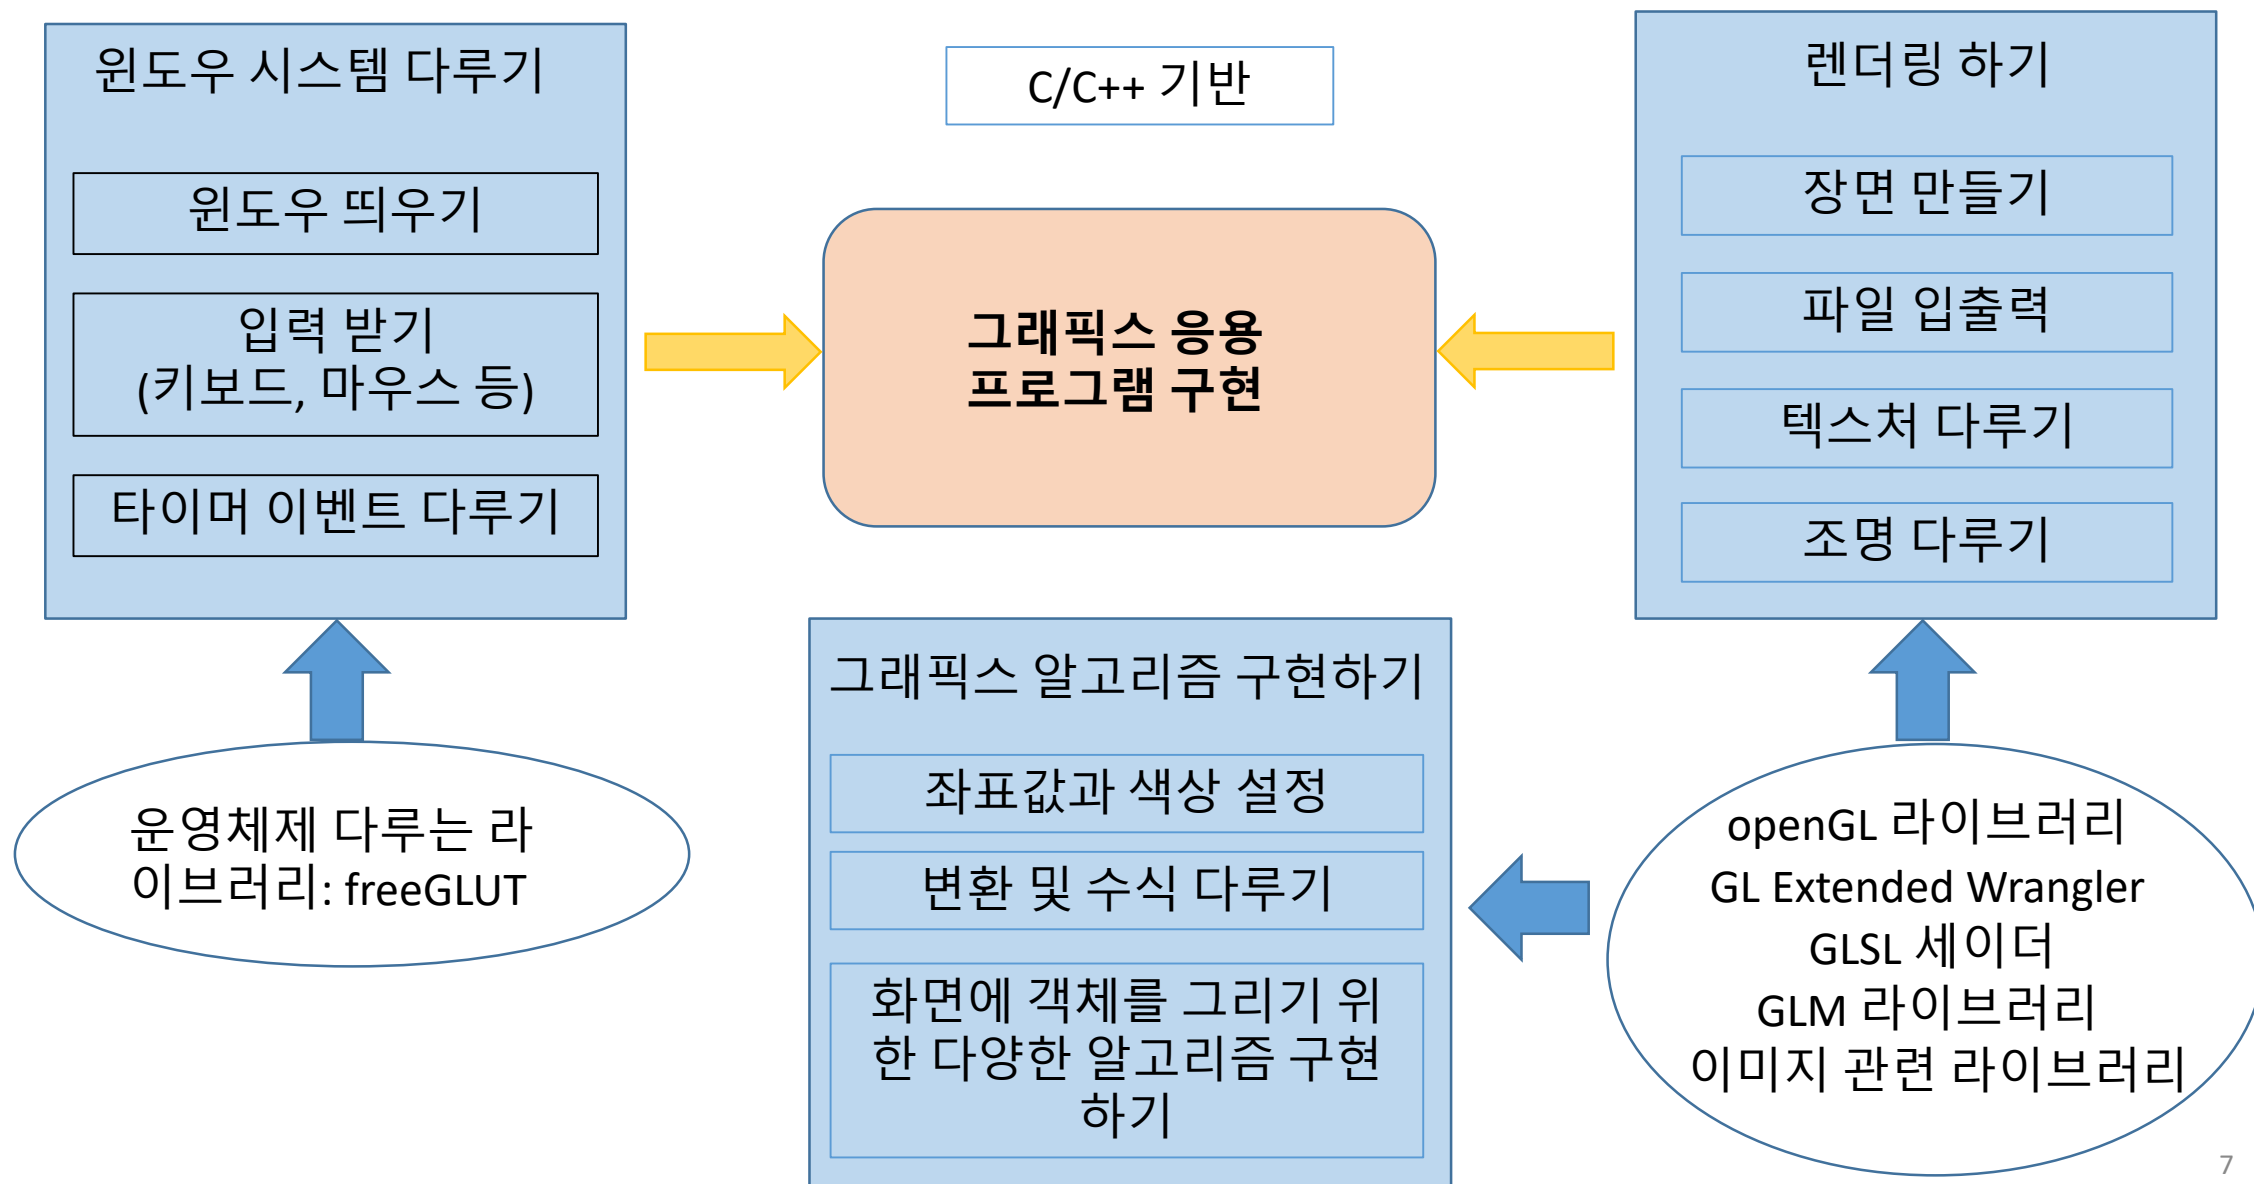 윈도우 시스템 다루기
윈도우 띄우기
입력 받기
(키보드, 마우스 등)
타이머 이벤트 다루기
운영체제 다루는 라
이브러리: freeGLUT
C/C++ 기반
그래픽스 응용
프로그램 구현
그래픽스 알고리즘 구현하기
좌표값과 색상 설정
변환 및 수식 다루기
화면에 객체를 그리기 위
한 다양한 알고리즘 구현
하기
렌더링 하기
장면 만들기
파일 입출력
텍스처 다루기
조명 다루기
openGL 라이브러리
GL Extended Wrangler
GLSL 세이더
GLM 라이브러리
이미지 관련 라이브러리
7